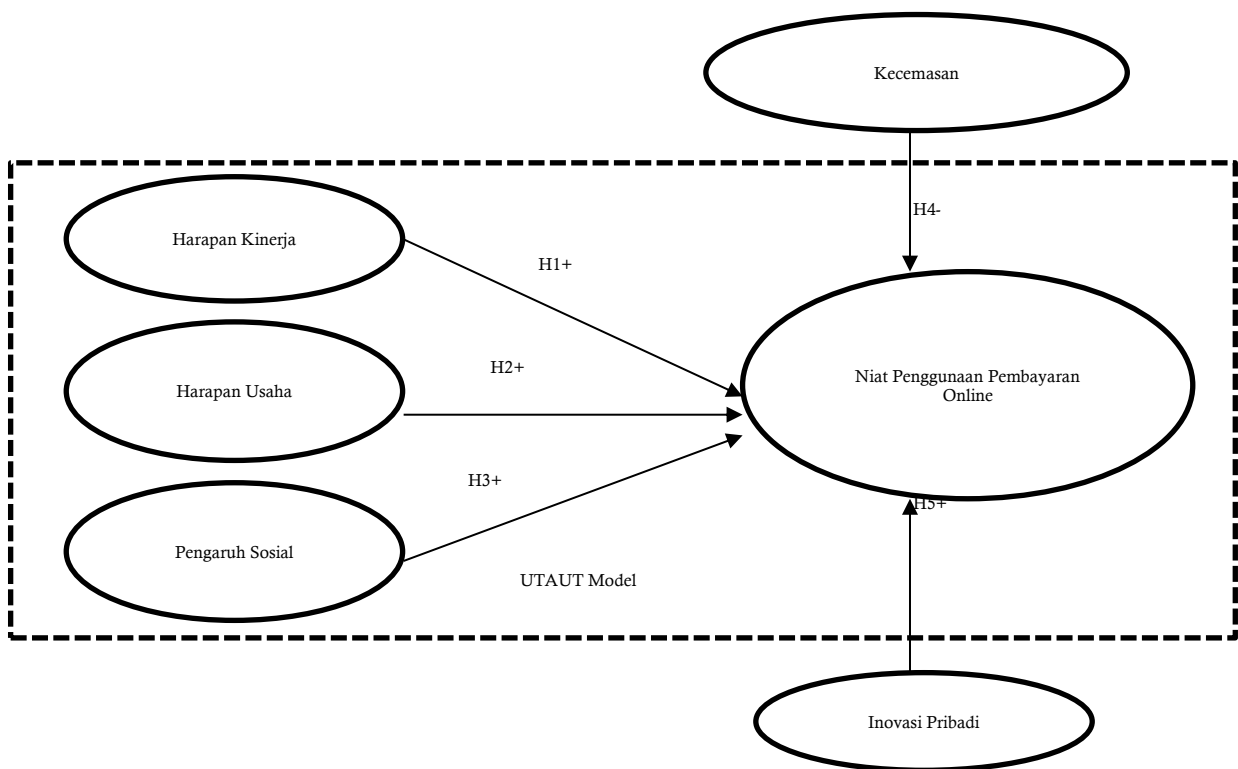 Kecemasan
H4-
Harapan Kinerja
H1+
Harapan Usaha
H2+
Niat Penggunaan Pembayaran
Online
H3+
H5+
Pengaruh Sosial
UTAUT Model
Inovasi Pribadi